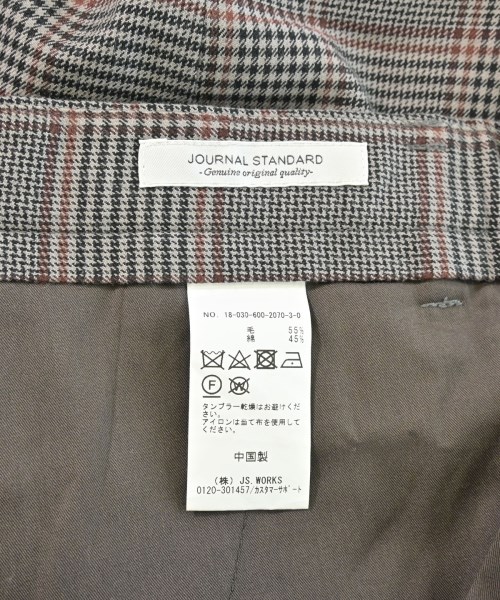 JOURNAL STANDARD
- Genuine original quality-
NO. 18-030-600-2070-3-0
毛 55%
綿 45%
F W
タンブラー乾燥はお避けくだ
さい。
アイロンは当て布を使用して
ください。
中国製
(株) JS.WORKS
0120-301457/カスタマーサポート